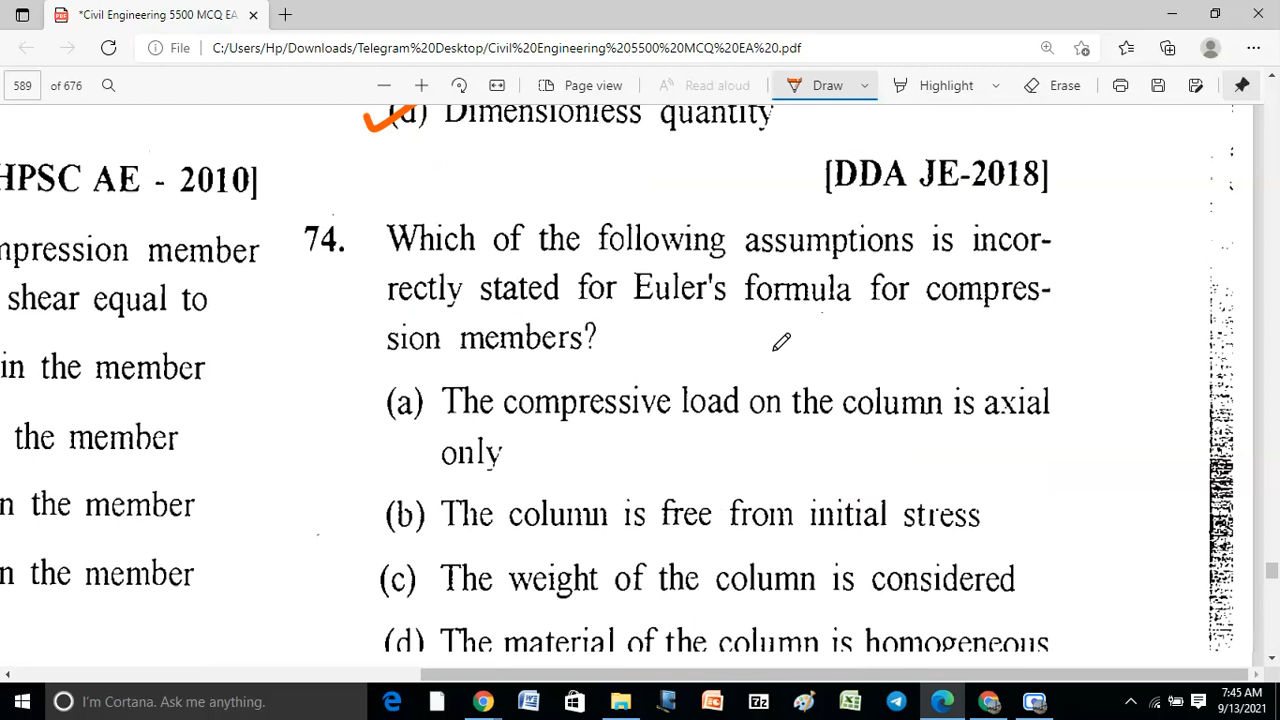 *Civil Engineering 5500 MCQ EA
File
C:/Users/Hp/Downloads/Telegram%20Desktop/Civil%20Engineering%205500%20MCQ%20EA%20.pdf
589 of 676
Page view
Read aloud
Draw
Highlight
Erase
(d) Dimensionless quantity
HPSC AE - 2010]
[DDA JE-2018]
mpression member
shear equal to
in the member
the member
n the member
n the member
74. Which of the following assumptions is incor-
rectly stated for Euler's formula for compres-
sion members?
(a) The compressive load on the column is axial
only
(b) The column is free from initial stress
(c) The weight of the column is considered
(d) The material of the column is homogeneous
I'm Cortana. Ask me anything.
7:45 AM
9/13/2021